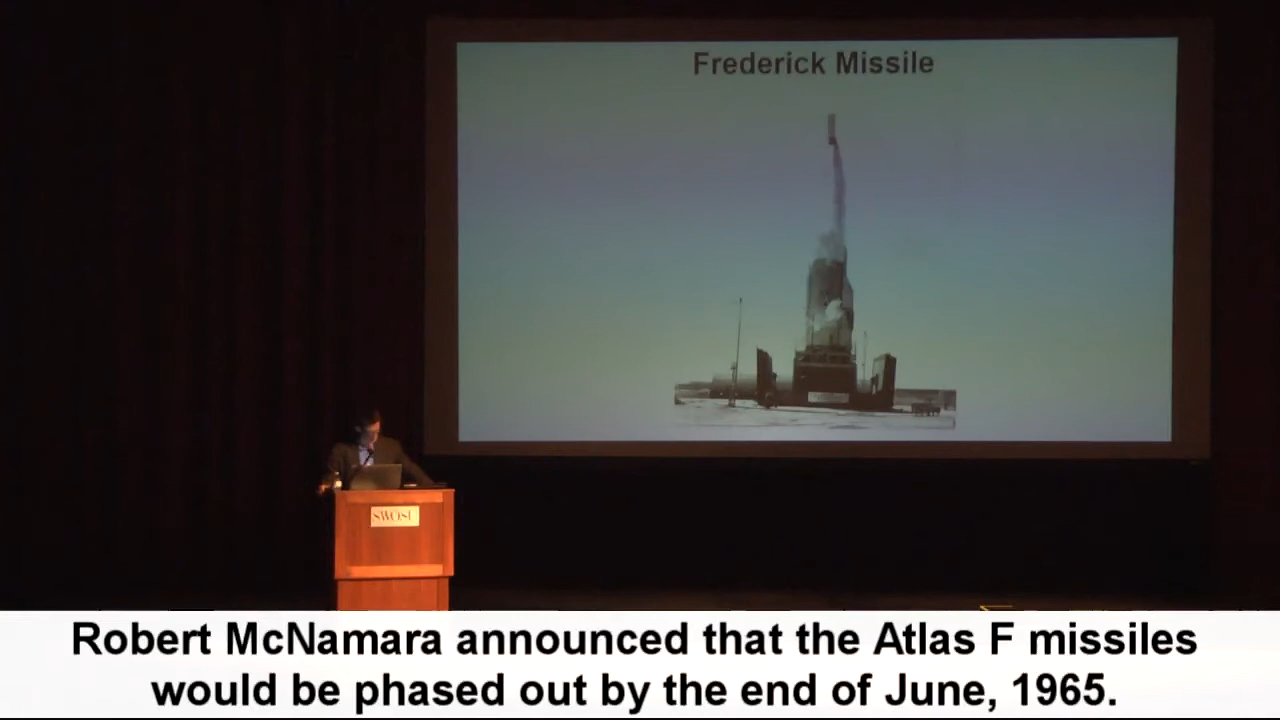 Frederick Missile
SWOSU
Robert McNamara announced that the Atlas F missiles
would be phased out by the end of June, 1965.